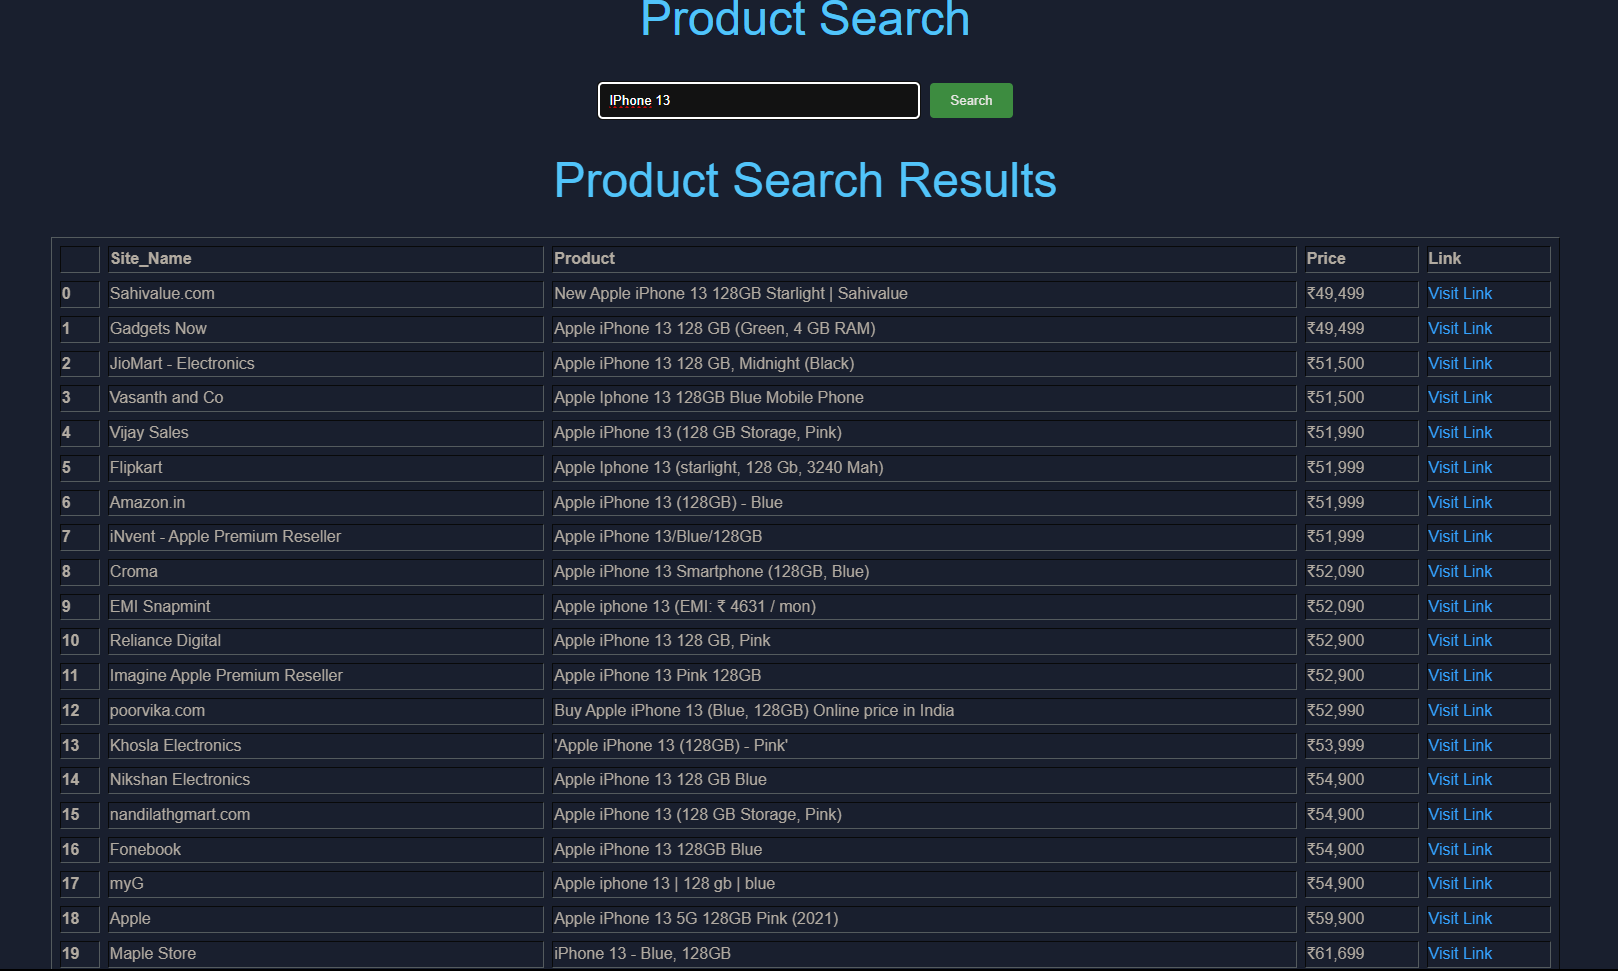 Product Search
IPhone 13 Search
Product Search Results
Site_Name Product Price Link
0 Sahivalue.com New Apple iPhone 13 128GB Starlight | Sahivalue ₹49,499 Visit Link
1 Gadgets Now Apple iPhone 13 128 GB (Green, 4 GB RAM) ₹49,499 Visit Link
2 JioMart - Electronics Apple iPhone 13 128 GB, Midnight (Black) ₹51,500 Visit Link
3 Vasanth and Co Apple Iphone 13 128GB Blue Mobile Phone ₹51,500 Visit Link
4 Vijay Sales Apple iPhone 13 (128 GB Storage, Pink) ₹51,990 Visit Link
5 Flipkart Apple Iphone 13 (starlight, 128 Gb, 3240 Mah) ₹51,999 Visit Link
6 Amazon.in Apple iPhone 13 (128GB) - Blue ₹51,999 Visit Link
7 iNvent - Apple Premium Reseller Apple iPhone 13/Blue/128GB ₹51,999 Visit Link
8 Croma Apple iPhone 13 Smartphone (128GB, Blue) ₹52,090 Visit Link
9 EMI Snapmint Apple iphone 13 (EMI: ₹ 4631 / mon) ₹52,090 Visit Link
10 Reliance Digital Apple iPhone 13 128 GB, Pink ₹52,900 Visit Link
11 Imagine Apple Premium Reseller Apple iPhone 13 Pink 128GB ₹52,900 Visit Link
12 poorvika.com Buy Apple iPhone 13 (Blue, 128GB) Online price in India ₹52,990 Visit Link
13 Khosla Electronics 'Apple iPhone 13 (128GB) - Pink' ₹53,999 Visit Link
14 Nikshan Electronics Apple iPhone 13 128 GB Blue ₹54,900 Visit Link
15 nandilathgmart.com Apple iPhone 13 (128 GB Storage, Pink) ₹54,900 Visit Link
16 Fonebook Apple iPhone 13 128GB Blue ₹54,900 Visit Link
17 myG Apple iphone 13 | 128 gb | blue ₹54,900 Visit Link
18 Apple Apple iPhone 13 5G 128GB Pink (2021) ₹59,900 Visit Link
19 Maple Store iPhone 13 - Blue, 128GB ₹61,699 Visit Link